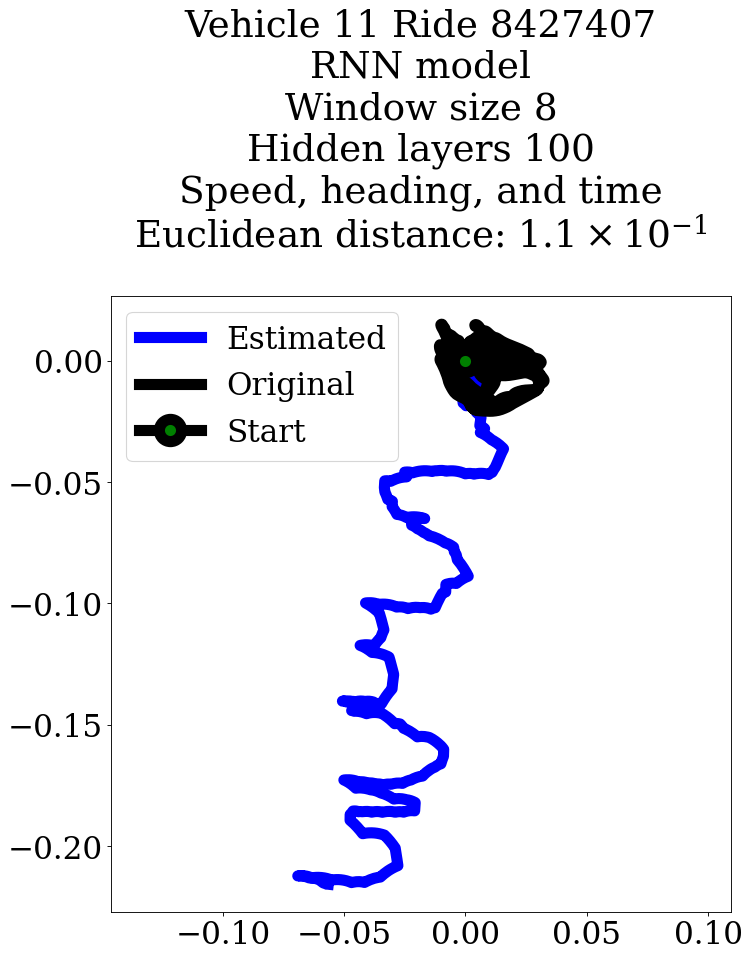 Vehicle 11 Ride 8427407
RNN model
Window size 8
Hidden layers 100
Speed, heading, and time
Euclidean distance: 1.1 × 10⁻¹
Estimated
Original
Start
0.00
−0.05
−0.10
−0.15
−0.20
−0.10
−0.05
0.00
0.05
0.10